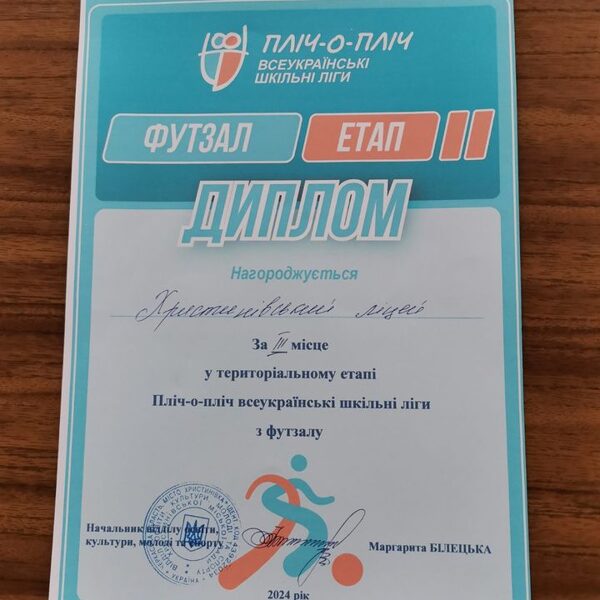 ПЛІЧ-О-ПЛІЧ
ВСЕУКРАЇНСЬКІ
ШКІЛЬНІ ЛІГИ
ФУТЗАЛ
ЕТАП II
ДИПЛОМ
Нагороджується
Христинівський ліцей
За III місце
у територіальному етапі
Пліч-о-пліч всеукраїнські шкільні ліги
з футзалу
Начальник відділу освіти,
культури, молоді та спорту
Маргарита БІЛЕЦЬКА
2024 рік